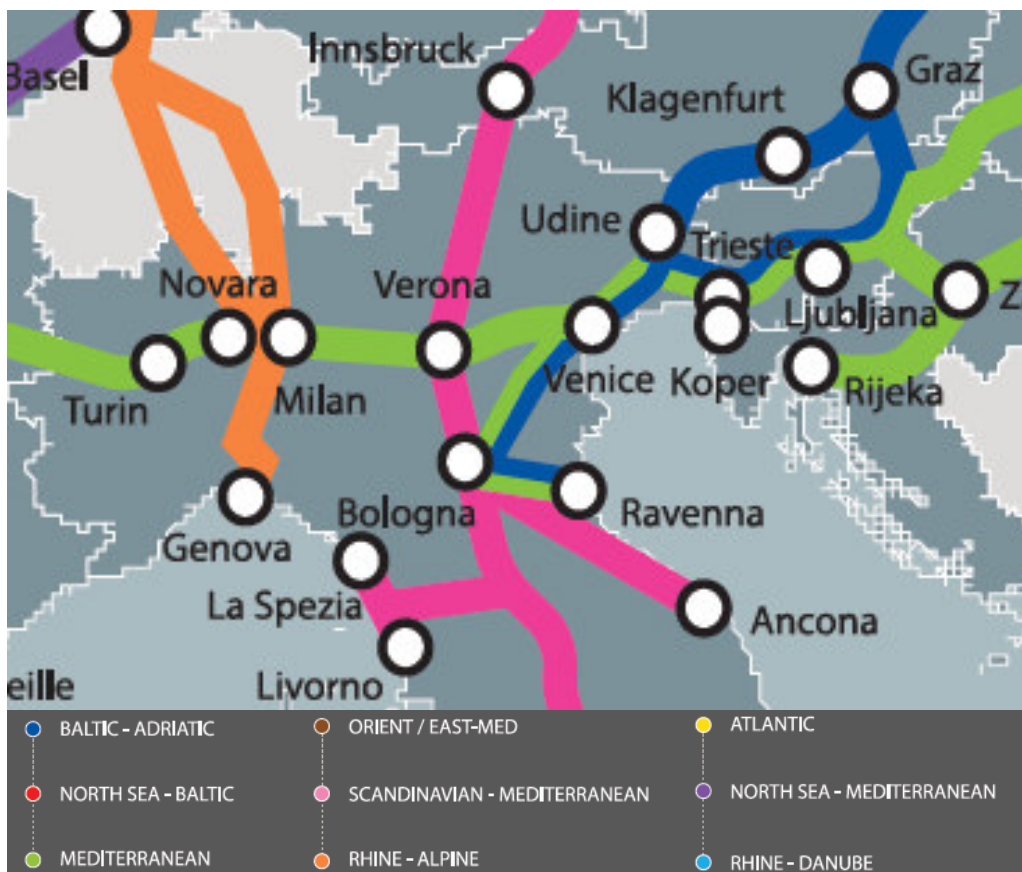 Innsbruck
Graz
Basel
Klagenfurt
Udine
Trieste
Novara
Verona
Ljubljana
Z
Venice
Koper
Rijeka
Turin
Milan
Bologna
Ravenna
Genova
La Spezia
Ancona
eille
Livorno
BALTIC - ADRIATIC
ORIENT / EAST-MED
ATLANTIC
NORTH SEA - BALTIC
SCANDINAVIAN - MEDITERRANEAN
NORTH SEA - MEDITERRANEAN
MEDITERRANEAN
RHINE - ALPINE
RHINE - DANUBE